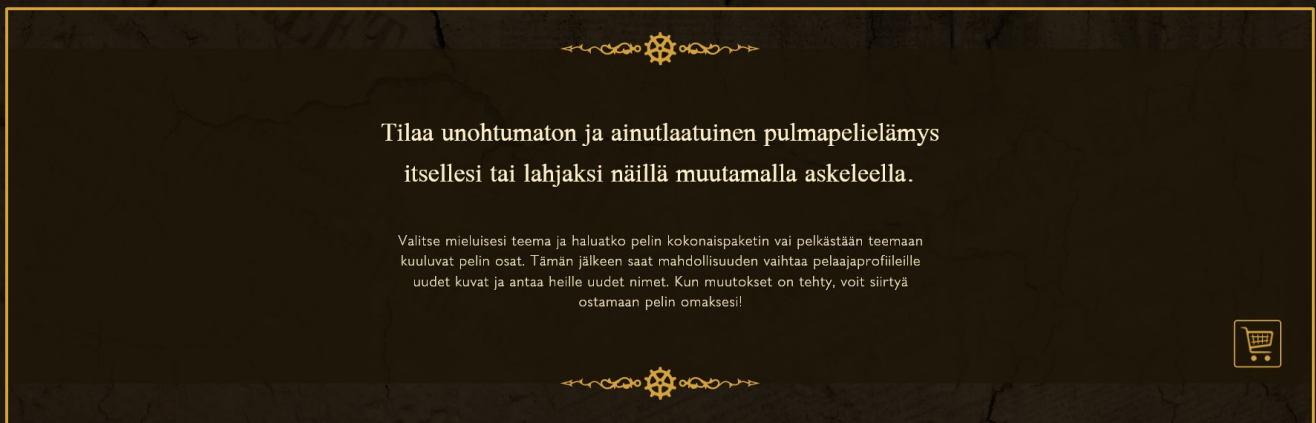 Tilaa unohtumaton ja ainutlaatuinen pulmapelielämys
itsellesi tai lahjaksi näillä muutamalla askeleella.
Valitse mieluisesi teema ja haluatko pelin kokonaispaketin vai pelkästään teemaan
kuuluvat pelin osat. Tämän jälkeen saat mahdollisuuden vaihtaa pelaajaprofiileille
uudet kuvat ja antaa heille uudet nimet. Kun muutokset on tehty, voit siirtyä
ostamaan pelin omaksesi!